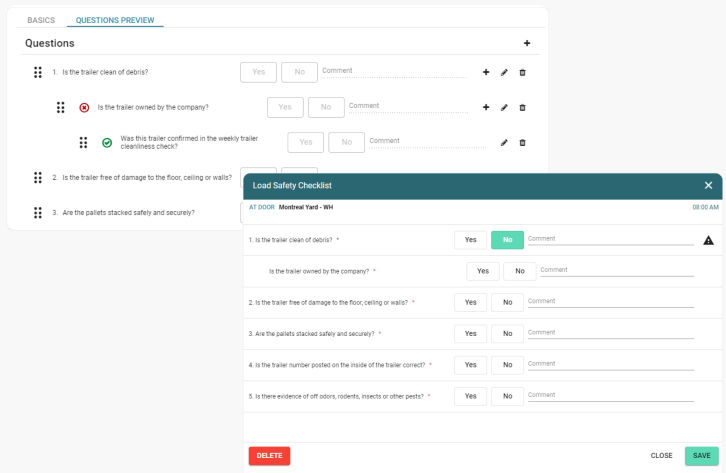 BASICS QUESTIONS PREVIEW
Questions +
1. Is the trailer clean of debris? Yes No Comment
Is the trailer owned by the company? Yes No Comment
Was this trailer confirmed in the weekly trailer
cleanliness check? Yes No Comment
2. Is the trailer free of damage to the floor, ceiling or walls?
3. Are the pallets stacked safely and securely?
Load Safety Checklist
AT DOOR Montreal Yard - WH 08:00 AM
1. Is the trailer clean of debris? * Yes No Comment
Is the trailer owned by the company? * Yes No Comment
2. Is the trailer free of damage to the floor, ceiling or walls? * Yes No Comment
3. Are the pallets stacked safely and securely? * Yes No Comment
4. Is the trailer number posted on the inside of the trailer correct? * Yes No Comment
5. Is there evidence of off odors, rodents, insects or other pests? * Yes No Comment
DELETE CLOSE SAVE